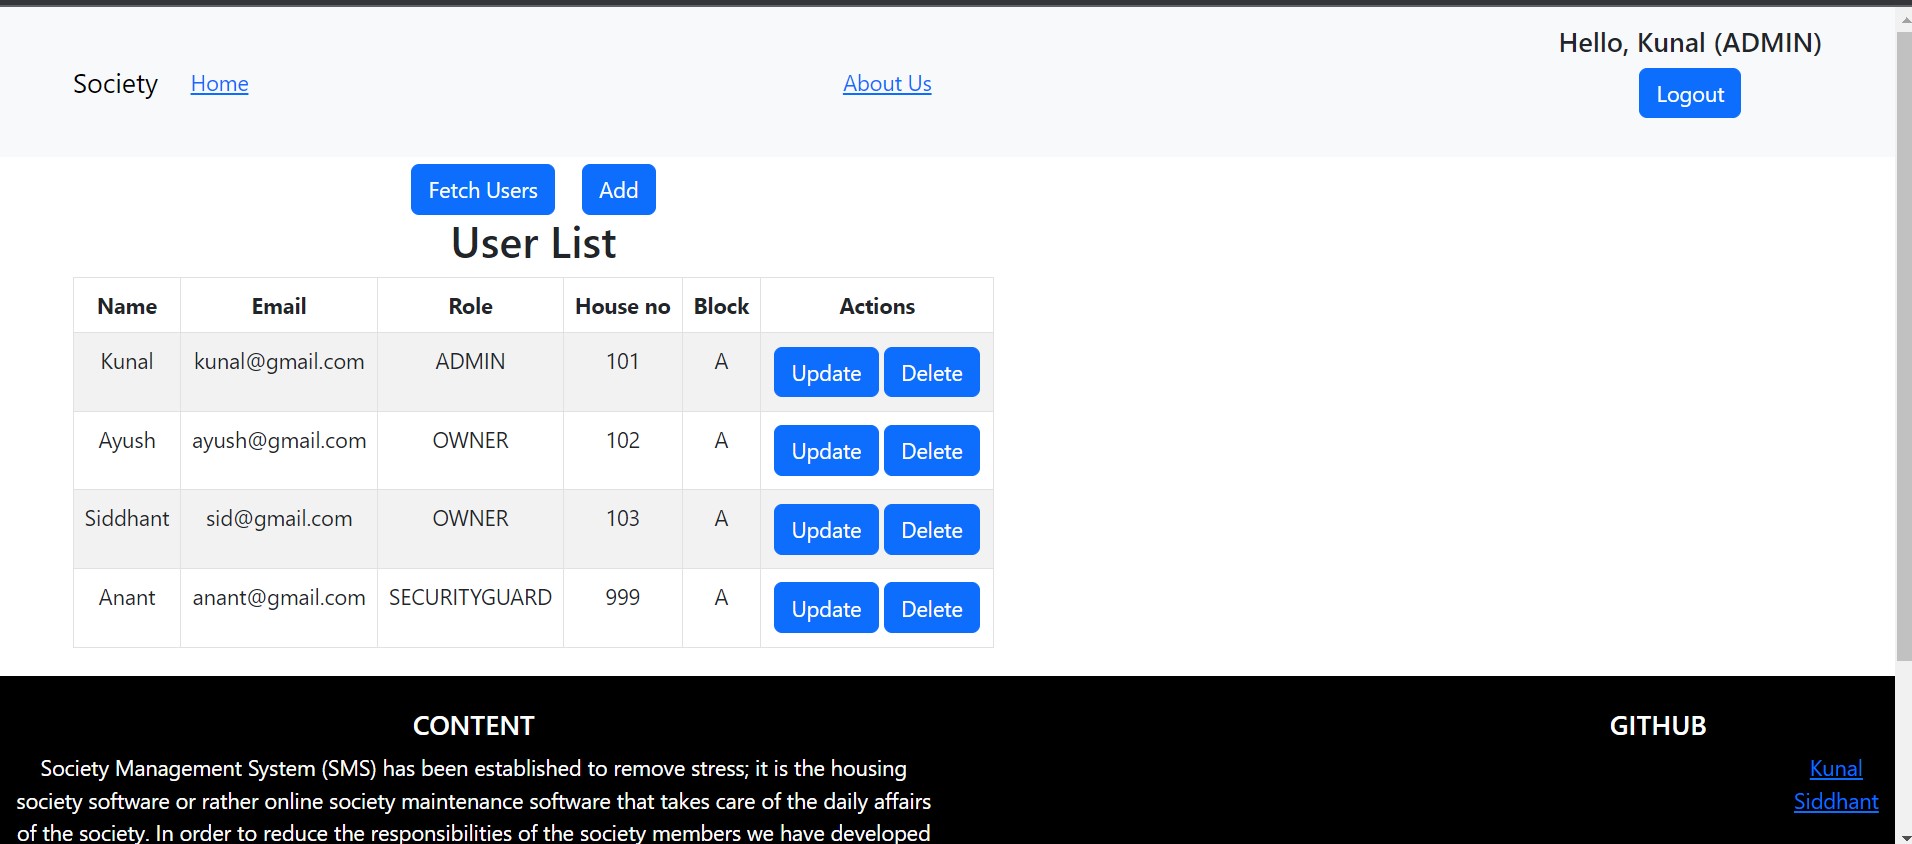 Hello, Kunal (ADMIN)
Society Home About Us
Logout
Fetch Users Add
User List
Name Email Role House no Block Actions
Kunal kunal@gmail.com ADMIN 101 A Update Delete
Ayush ayush@gmail.com OWNER 102 A Update Delete
Siddhant sid@gmail.com OWNER 103 A Update Delete
Anant anant@gmail.com SECURITYGUARD 999 A Update Delete
CONTENT
Society Management System (SMS) has been established to remove stress; it is the housing
society software or rather online society maintenance software that takes care of the daily affairs
of the society. In order to reduce the responsibilities of the society members we have developed
GITHUB
Kunal
Siddhant